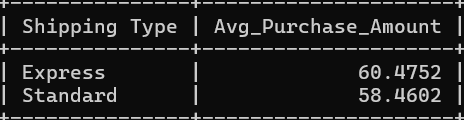 | Shipping Type | Avg_Purchase_Amount |
| Express | 60.4752 |
| Standard | 58.4602 |